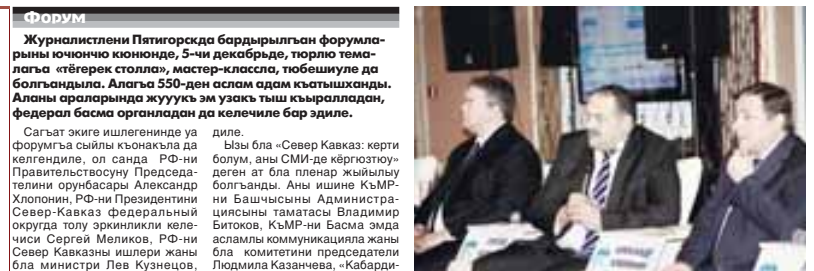 Форум
Журналистлени Пятигорскда бардырылгъан форумла-
рыны ючюнчю кюнюнде, 5-чи декабрьде, тюрлю тема-
лагъа «тёгерек столла», мастер-классла, тюбешиуле да
болгъандыла. Алагъа 550-ден аслам адам къатышханды.
Аланы араларында жууукъ эм узакъ тыш къыралладан,
федерал басма органладан да келечиле бар эдиле.
Сагъат экиге ишлегенинде уа
форумгъа сыйлы къонакъла да
келгендиле, ол санда РФ-ни
Правительствосуну Председа-
телини орунбасары Александр
Хлопонин, РФ-ни Президентини
Север-Кавказ федеральный
округда толу эркинликли келе-
чиси Сергей Меликов, РФ-ни
Север Кавказны ишлери жаны
бла министри Лев Кузнецов,
диле.
Ызы бла «Север Кавказ: керти
болум, аны СМИ-де кёргюзтюу»
деген ат бла пленар жыйылыу
болгъанды. Аны ишине КъМР-
ни Башчысыны Администра-
циясыны таматасы Владимир
Битоков, КъМР-ни Басма эмда
асламлы коммуникацияла жаны
бла комитетини председатели
Людмила Казанчева, «Кабарди-